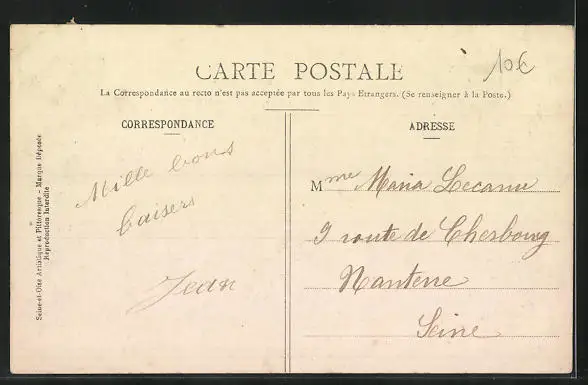 10€
CARTE POSTALE
La Correspondance au recto n'est pas acceptée par tous les Pays Etrangers. (Se renseigner à la Poste.)
CORRESPONDANCE
Mille bons
baisers
Jean
ADRESSE
Mme Maria Lecanu
9 route de Cherbourg
Nanterre
Seine
Seine-et-Oise Artistique et Pittoresque - Marque Déposée
Reproduction Interdite